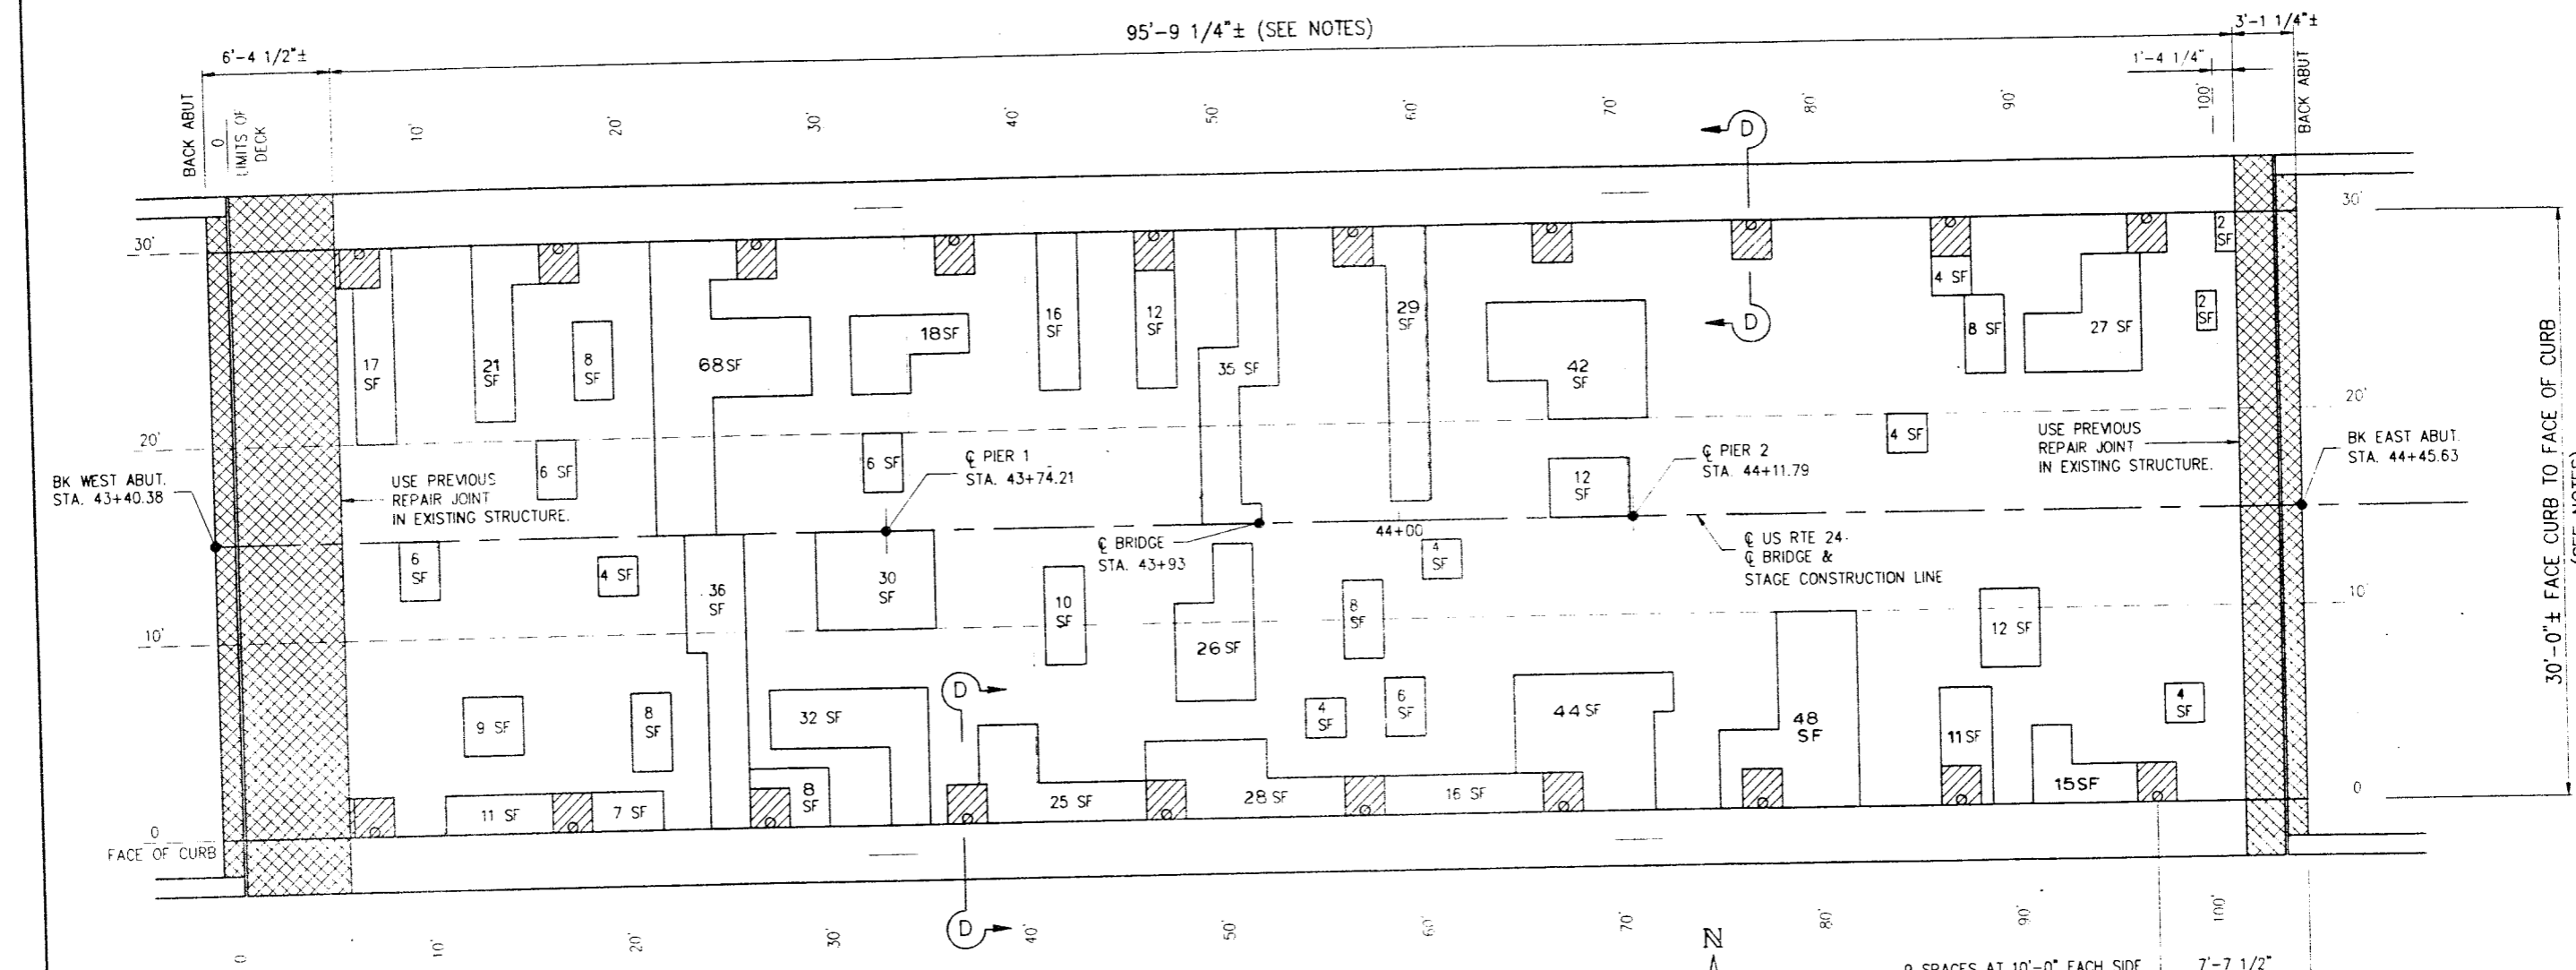 95'-9 1/4"± (SEE NOTES)
3'-1 1/4"±
6'-4 1/2"±
1'-4 1/4"
BACK ABUT
0
LIMITS OF
DECK
10'
20'
30'
40'
50'
60'
70'
80'
90'
100'
BACK ABUT
D
D
30'
30'
2
SF
4 SF
2
SF
16
SF
12
SF
29
SF
18 SF
8 SF
27 SF
17
SF
21
SF
8
SF
68 SF
35 SF
42
SF
20'
20'
4 SF
6 SF
6 SF
12
SF
BK WEST ABUT.
STA. 43+40.38
USE PREVIOUS
REPAIR JOINT
IN EXISTING STRUCTURE.
℄ PIER 1
STA. 43+74.21
℄ PIER 2
STA. 44+11.79
USE PREVIOUS
REPAIR JOINT
IN EXISTING STRUCTURE.
BK EAST ABUT.
STA. 44+45.63
℄ BRIDGE
STA. 43+93
44+00
℄ US RTE 24
℄ BRIDGE &
STAGE CONSTRUCTION LINE
6
SF
4 SF
36
SF
30
SF
10
SF
26 SF
8
SF
4
SF
12 SF
10'
10'
30'-0"± FACE CURB TO FACE OF CURB
(SEE NOTES)
9 SF
8
SF
32 SF
D
4
SF
6
SF
44 SF
48
SF
11 SF
4
SF
11 SF
7 SF
8
SF
25 SF
28 SF
16 SF
15 SF
0
0
FACE OF CURB
D
0
10'
20'
30'
40'
50'
60'
70'
80'
90'
100'
N
9 SPACES AT 10'-0" EACH SIDE
7'-7 1/2"